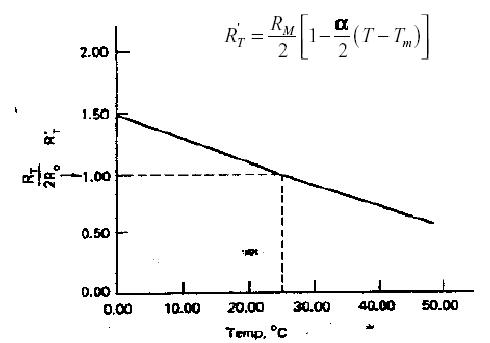 R'_T = R_M/2 [1 - α/2 (T - T_m)]
2.00
1.50
R'_T
R_T/2R_o
1.00
0.50
0.00
0.00 10.00 20.00 30.00 40.00 50.00
Temp, °C